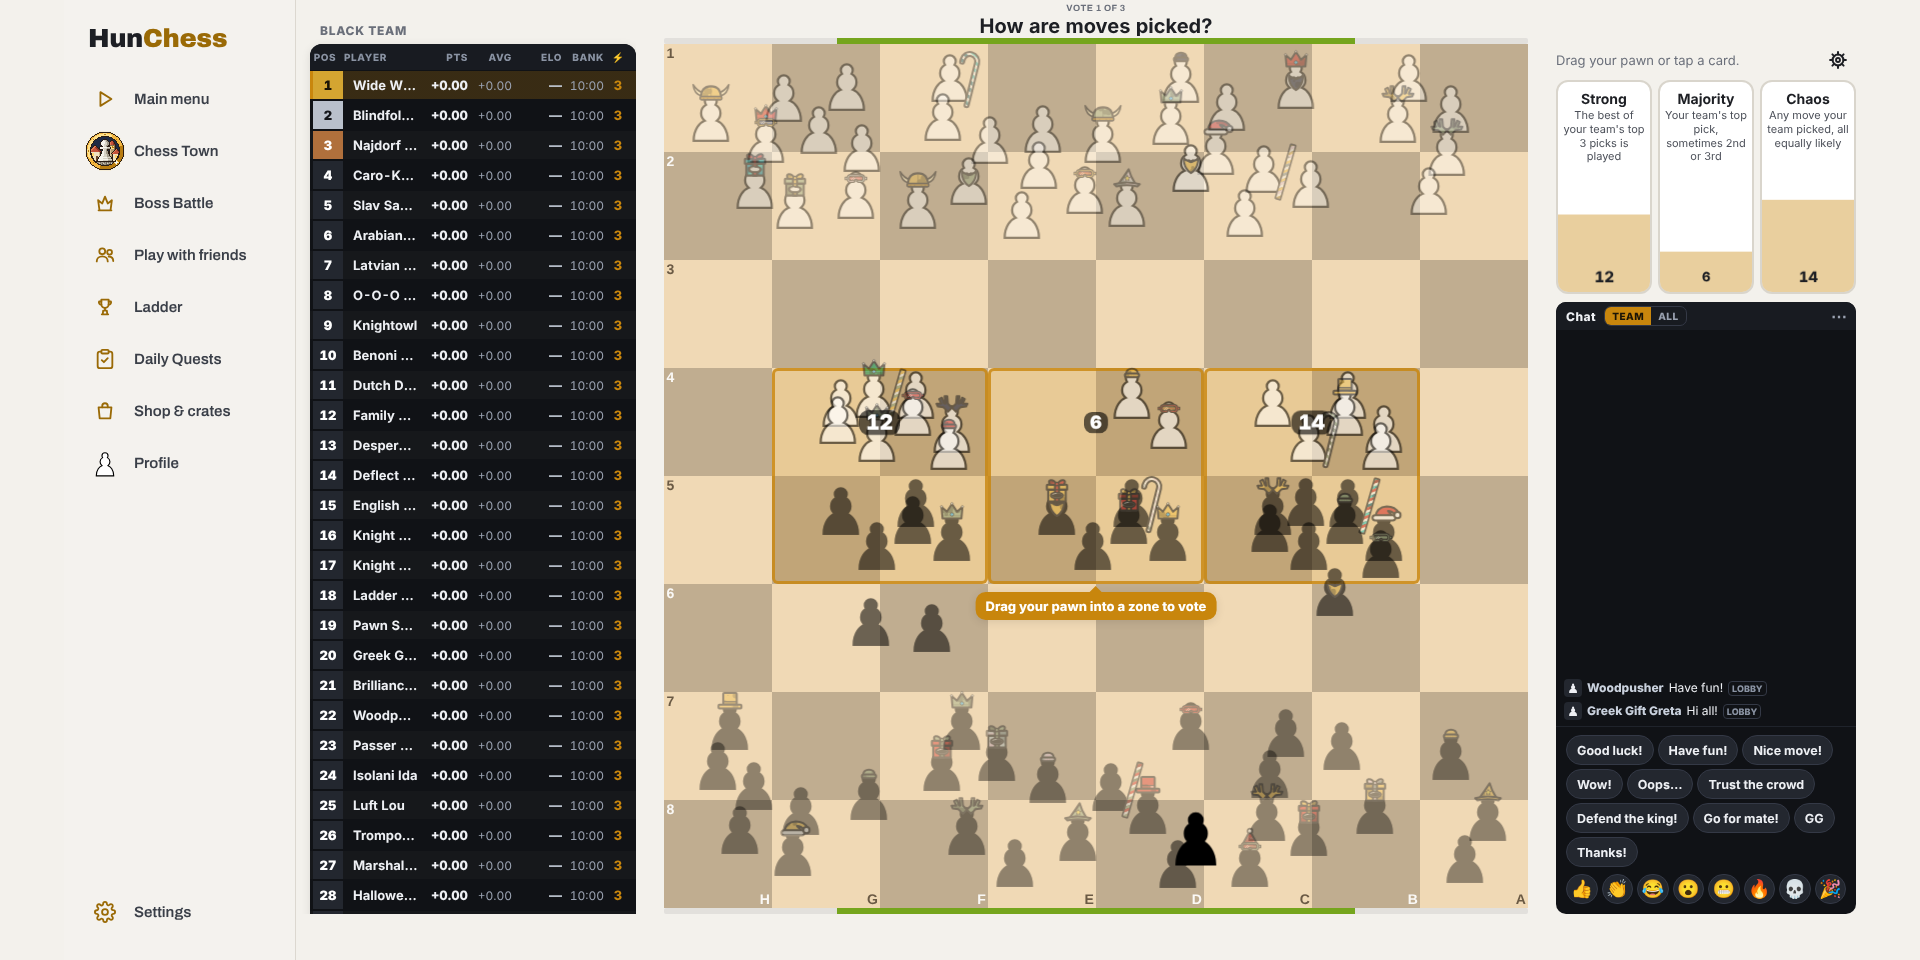 HunChess
Main menu
Chess Town
Boss Battle
Play with friends
Ladder
Daily Quests
Shop & crates
Profile
Settings
BLACK TEAM
POS PLAYER PTS AVG ELO BANK ⚡
1 Wide W... +0.00 +0.00 — 10:00 3
2 Blindfol... +0.00 +0.00 — 10:00 3
3 Najdorf ... +0.00 +0.00 — 10:00 3
4 Caro-K... +0.00 +0.00 — 10:00 3
5 Slav Sa... +0.00 +0.00 — 10:00 3
6 Arabian... +0.00 +0.00 — 10:00 3
7 Latvian ... +0.00 +0.00 — 10:00 3
8 O-O-O ... +0.00 +0.00 — 10:00 3
9 Knightowl +0.00 +0.00 — 10:00 3
10 Benoni ... +0.00 +0.00 — 10:00 3
11 Dutch D... +0.00 +0.00 — 10:00 3
12 Family ... +0.00 +0.00 — 10:00 3
13 Desper... +0.00 +0.00 — 10:00 3
14 Deflect ... +0.00 +0.00 — 10:00 3
15 English ... +0.00 +0.00 — 10:00 3
16 Knight ... +0.00 +0.00 — 10:00 3
17 Knight ... +0.00 +0.00 — 10:00 3
18 Ladder ... +0.00 +0.00 — 10:00 3
19 Pawn S... +0.00 +0.00 — 10:00 3
20 Greek G... +0.00 +0.00 — 10:00 3
21 Brillianc... +0.00 +0.00 — 10:00 3
22 Woodp... +0.00 +0.00 — 10:00 3
23 Passer ... +0.00 +0.00 — 10:00 3
24 Isolani Ida +0.00 +0.00 — 10:00 3
25 Luft Lou +0.00 +0.00 — 10:00 3
26 Trompo... +0.00 +0.00 — 10:00 3
27 Marshal... +0.00 +0.00 — 10:00 3
28 Hallowe... +0.00 +0.00 — 10:00 3
VOTE 1 OF 3
How are moves picked?
1
2
3
4
12 6 14
5
6
Drag your pawn into a zone to vote
7
8
H G F E D C B A
Drag your pawn or tap a card.
Strong
The best of
your team's top
3 picks is
played
12
Majority
Your team's top
pick,
sometimes 2nd
or 3rd
6
Chaos
Any move your
team picked, all
equally likely
14
Chat TEAM ALL ...
Woodpusher Have fun! LOBBY
Greek Gift Greta Hi all! LOBBY
Good luck! Have fun! Nice move!
Wow! Oops... Trust the crowd
Defend the king! Go for mate! GG
Thanks!